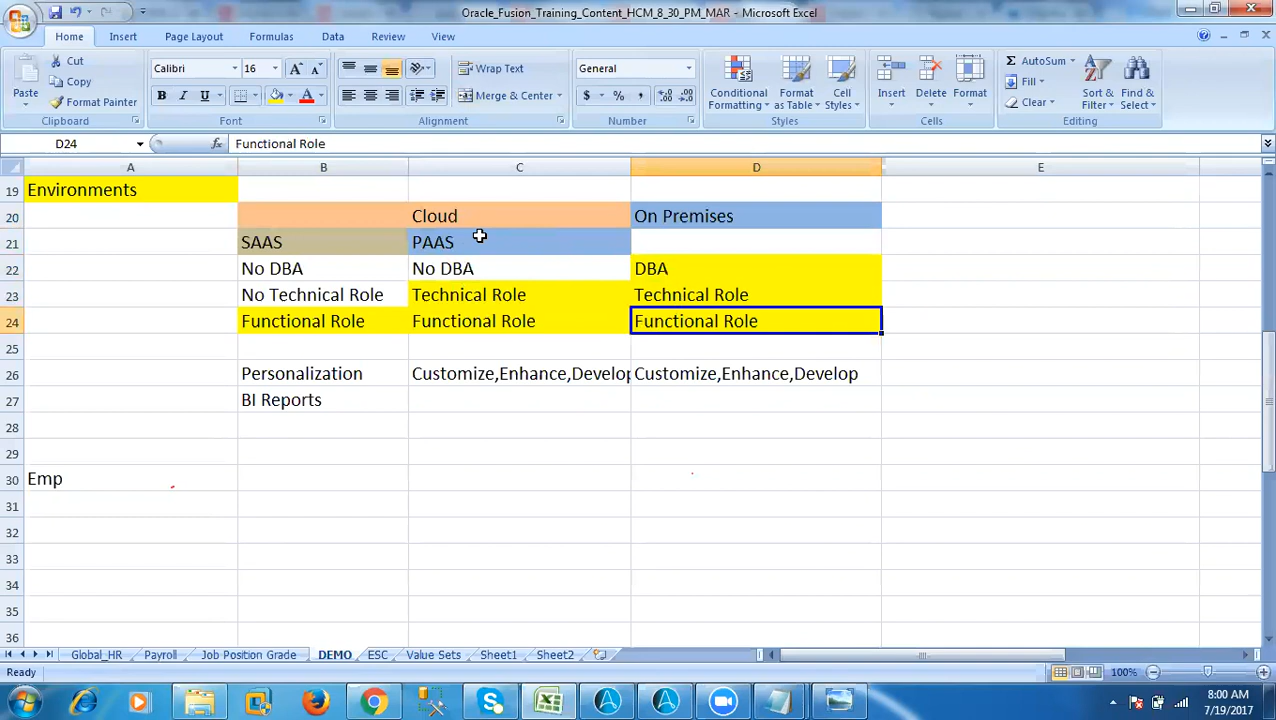 Oracle_Fusion_Training_Content_HCM_8_30_PM_MAR - Microsoft Excel
Home Insert Page Layout Formulas Data Review View
Paste
Cut
Copy
Format Painter
Clipboard
Calibri 16
B I U
Font
Wrap Text
Merge & Center
Alignment
General
$ % ,
Number
Conditional Formatting
Format as Table
Cell Styles
Styles
Insert Delete Format
Cells
Σ AutoSum
Fill
Clear
Sort & Filter
Find & Select
Editing
D24 fx Functional Role
A B C D E
19 Environments
20 Cloud On Premises
21 SAAS PAAS
22 No DBA No DBA DBA
23 No Technical Role Technical Role Technical Role
24 Functional Role Functional Role Functional Role
25
26 Personalization Customize,Enhance,Develop Customize,Enhance,Develop
27 BI Reports
28
29
30 Emp
31
32
33
34
35
36
Global_HR Payroll Job Position Grade DEMO ESC Value Sets Sheet1 Sheet2
Ready 100%
8:00 AM
7/19/2017